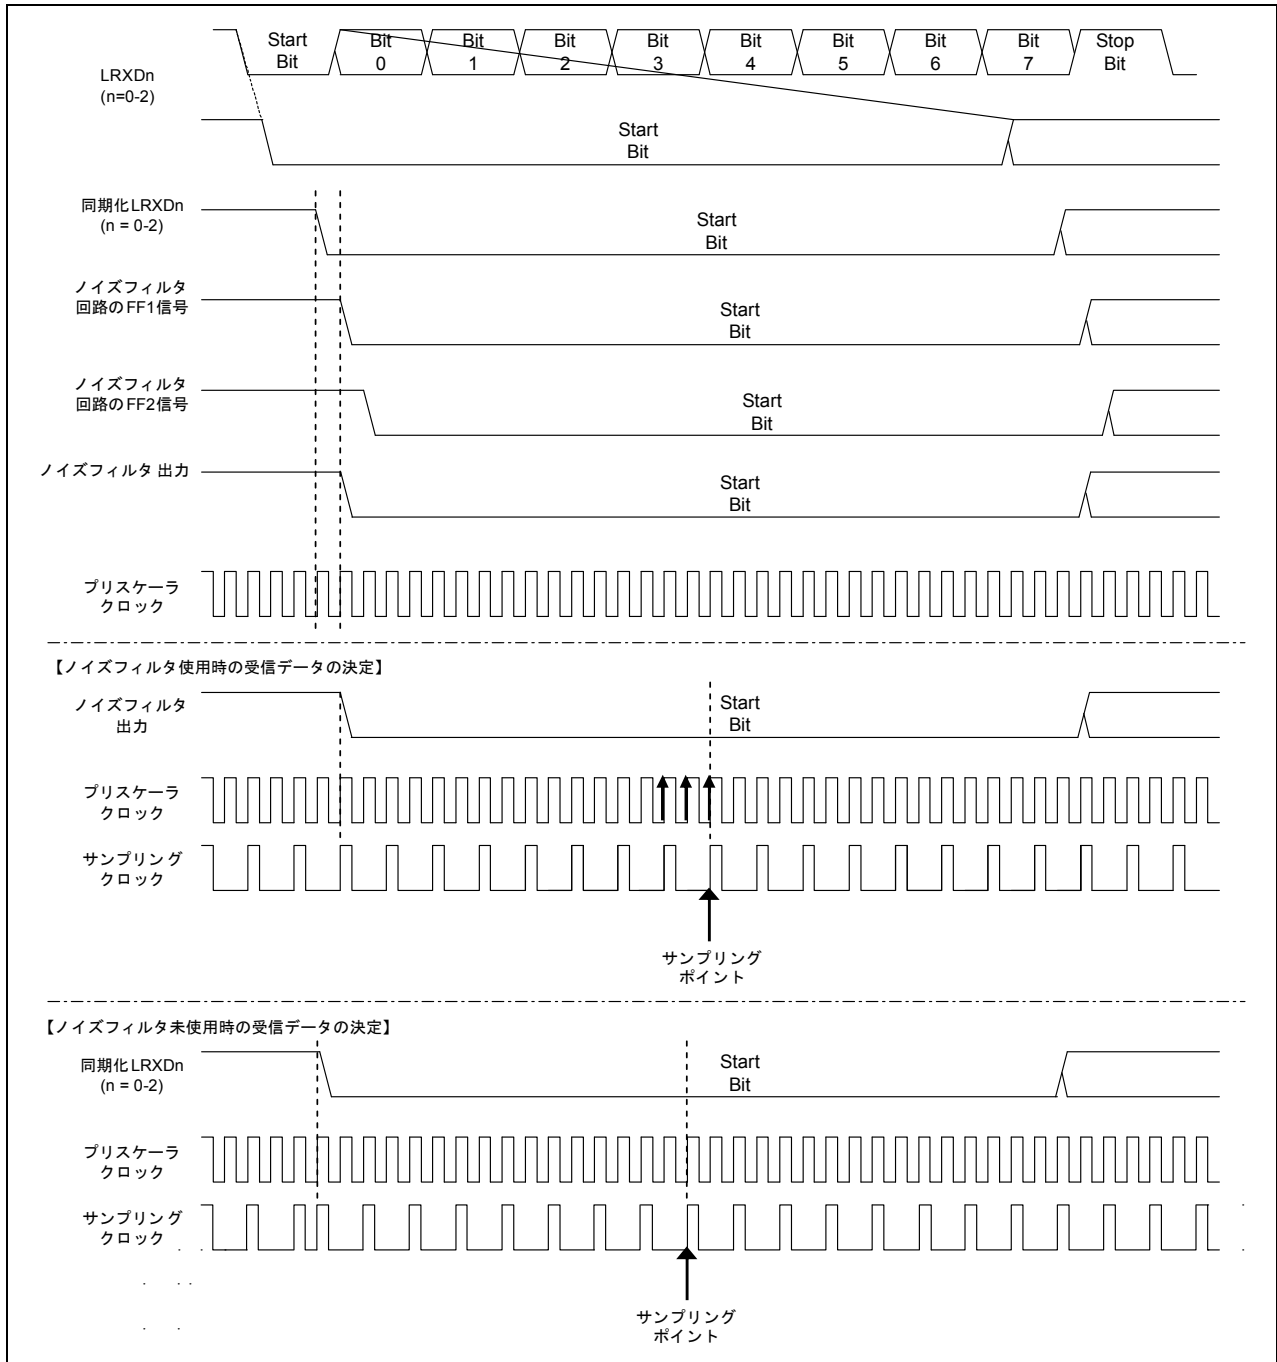 Start Bit Bit Bit Bit Bit Bit Bit Bit Stop
Bit 0 1 2 3 4 5 6 7 Bit
LRXDn
(n=0-2)
Start
Bit
同期化LRXDn
(n = 0-2)
Start
Bit
ノイズフィルタ
回路のFF1信号
Start
Bit
ノイズフィルタ
回路のFF2信号
Start
Bit
ノイズフィルタ 出力
Start
Bit
プリスケーラ
クロック
【ノイズフィルタ使用時の受信データの決定】
ノイズフィルタ
出力
Start
Bit
プリスケーラ
クロック
サンプリング
クロック
サンプリング
ポイント
【ノイズフィルタ未使用時の受信データの決定】
同期化LRXDn
(n = 0-2)
Start
Bit
プリスケーラ
クロック
サンプリング
クロック
サンプリング
ポイント